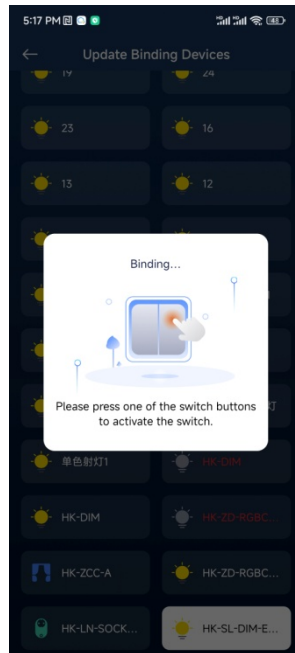 5:17 PM
48
Update Binding Devices
19
24
23
16
13
12
Binding...
Please press one of the switch buttons
to activate the switch.
灯
单色射灯1
HK-DIM
HK-DIM
HK-ZD-RGBC...
HK-ZCC-A
HK-ZD-RGBC...
HK-LN-SOCK...
HK-SL-DIM-E...